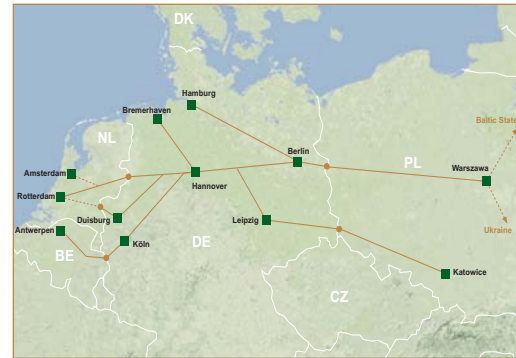 DK
Hamburg
Bremerhaven
Baltic State
NL
Berlin
PL
Amsterdam
Hannover
Warszawa
Rotterdam
Duisburg
Leipzig
Ukraine
Antwerpen
Köln
DE
BE
Katowice
CZ